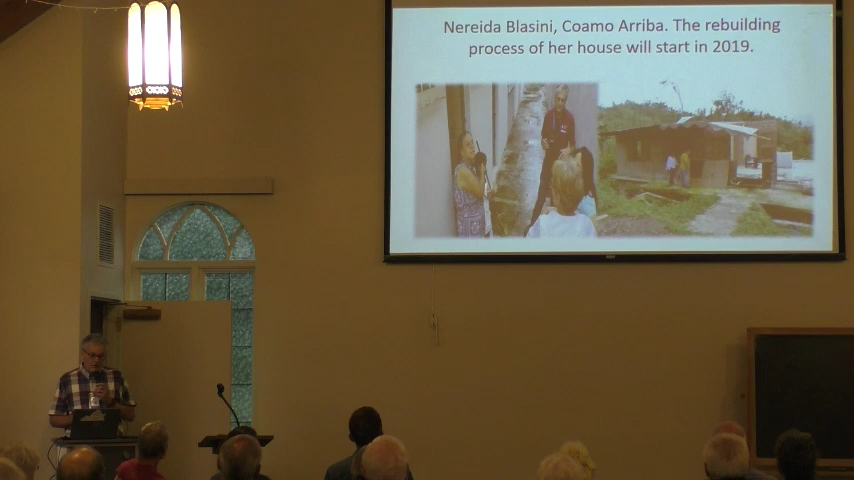 Nereida Blasini, Coamo Arriba. The rebuilding
process of her house will start in 2019.